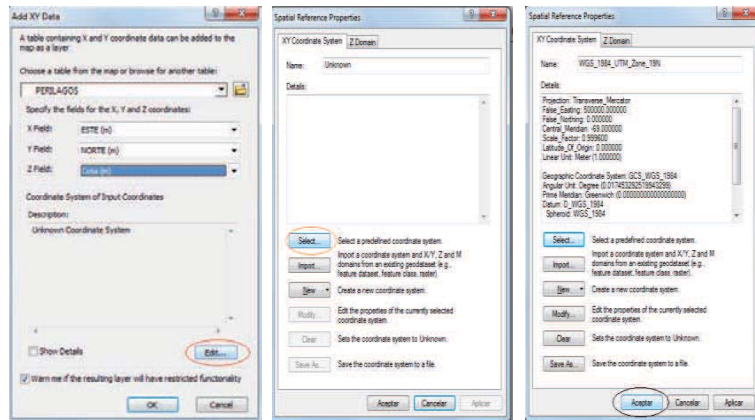 Add XY Data
A table containing X and Y coordinate data can be added to the
map as a layer
Choose a table from the map or browse for another table:
PERILAGOS
Specify the fields for the X, Y and Z coordinates:
X Field:
ESTE (m)
Y Field:
NORTE (m)
Z Field:
Cota (m)
Coordinate System of Input Coordinates
Description:
Unknown Coordinate System
Show Details
Edit...
Warn me if the resulting layer will have restricted functionality
OK
Cancel
Spatial Reference Properties
XY Coordinate System
Z Domain
Name:
Unknown
Details:
Select...
Select a predefined coordinate system.
Import...
Import a coordinate system and X/Y, Z and M
domains from an existing geodataset (e.g.,
feature dataset, feature class, raster).
New
Create a new coordinate system.
Modify...
Edit the properties of the currently selected
coordinate system.
Clear
Sets the coordinate system to Unknown.
Save As...
Save the coordinate system to a file.
Aceptar
Cancelar
Aplicar
Spatial Reference Properties
XY Coordinate System
Z Domain
Name:
WGS_1984_UTM_Zone_19N
Details:
Projection: Transverse_Mercator
False_Easting: 500000.000000
False_Northing: 0.000000
Central_Meridian: -69.000000
Scale_Factor: 0.999600
Latitude_Of_Origin: 0.000000
Linear Unit: Meter (1.000000)
Geographic Coordinate System: GCS_WGS_1984
Angular Unit: Degree (0.017453292519943299)
Prime Meridian: Greenwich (0.000000000000000000)
Datum: D_WGS_1984
Spheroid: WGS_1984
Select...
Select a predefined coordinate system.
Import...
Import a coordinate system and X/Y, Z and M
domains from an existing geodataset (e.g.,
feature dataset, feature class, raster).
New
Create a new coordinate system.
Modify...
Edit the properties of the currently selected
coordinate system.
Clear
Sets the coordinate system to Unknown.
Save As...
Save the coordinate system to a file.
Aceptar
Cancelar
Aplicar